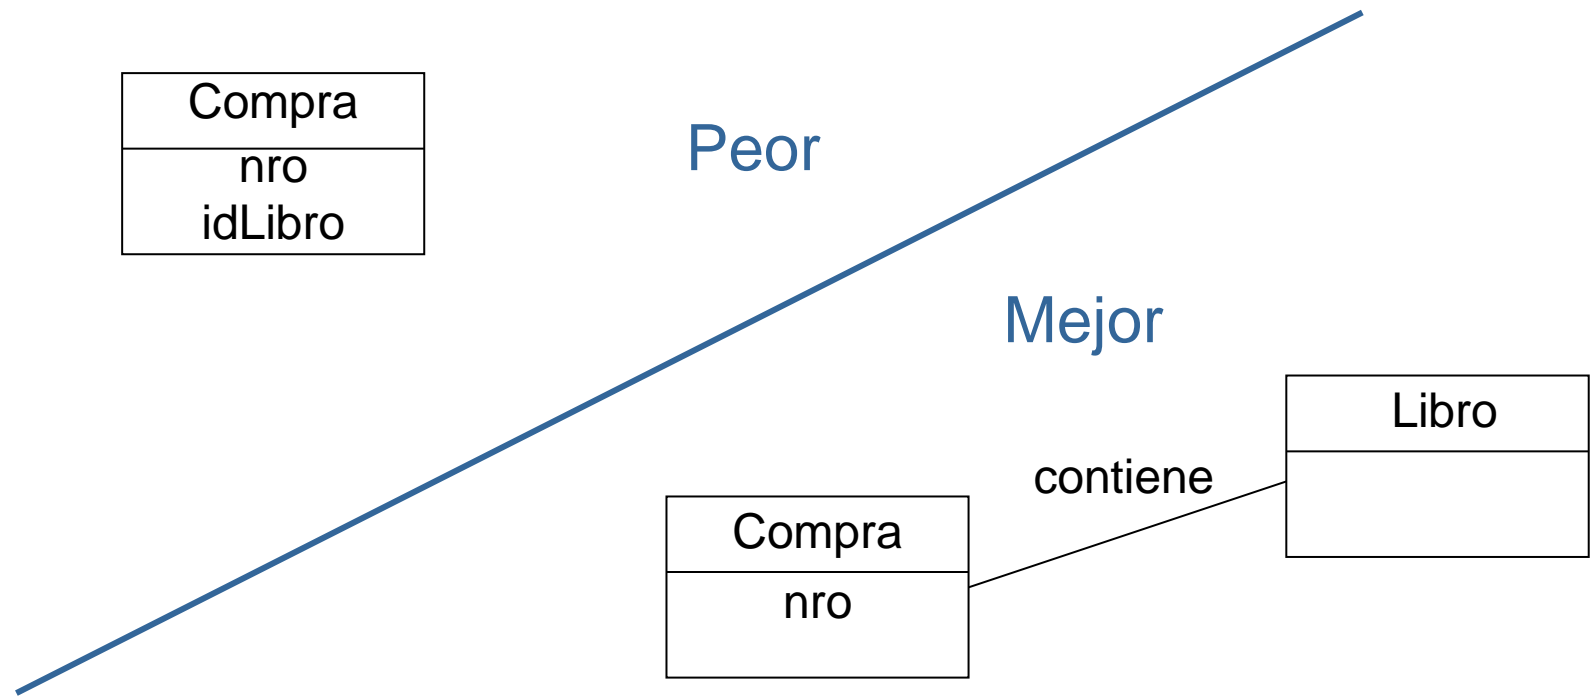 Compra
nro
idLibro
Peor
Mejor
Libro
contiene
Compra
nro